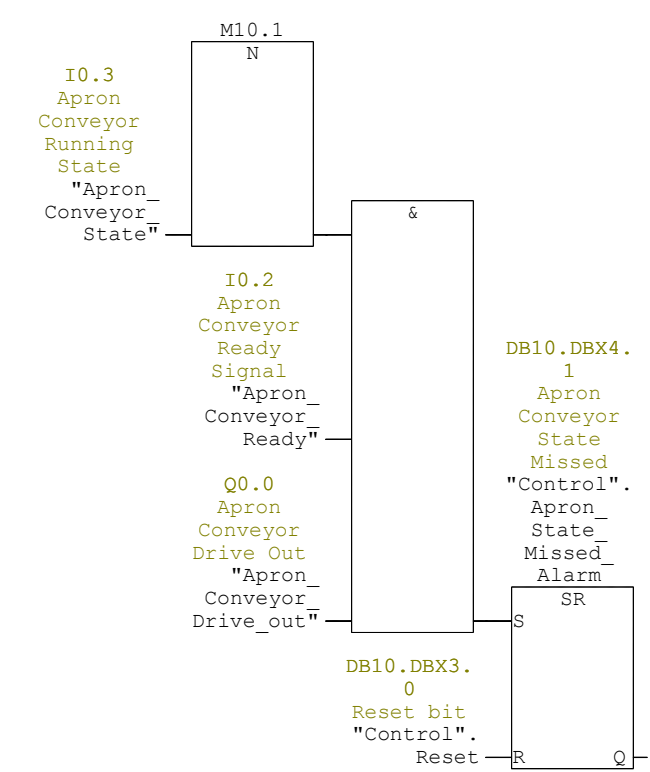 M10.1
N
I0.3
Apron
Conveyor
Running
State
"Apron_
Conveyor_
State"
&
I0.2
Apron
Conveyor
Ready
Signal
"Apron_
Conveyor_
Ready"
Q0.0
Apron
Conveyor
Drive Out
"Apron_
Conveyor_
Drive_out"
DB10.DBX4.
1
Apron
Conveyor
State
Missed
"Control".
Apron_
State_
Missed_
Alarm
SR
S
DB10.DBX3.
0
Reset bit
"Control".
Reset
R Q